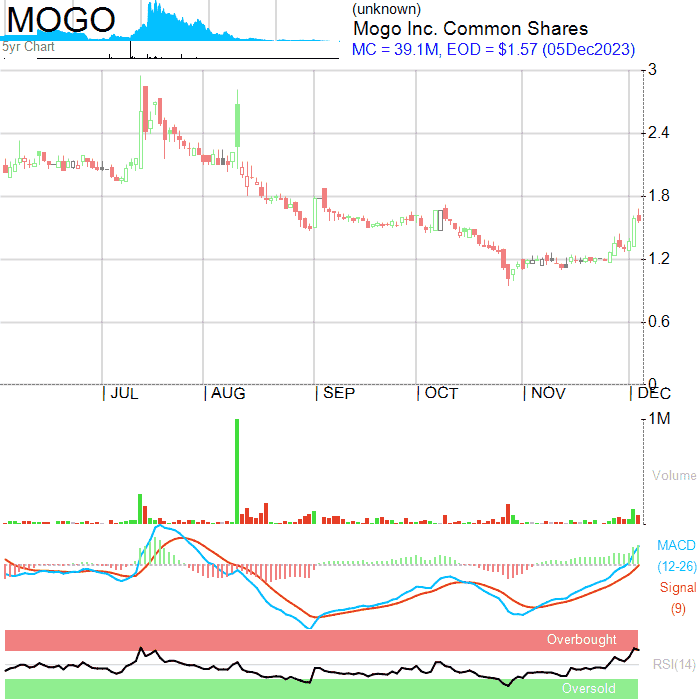 MOGO
5yr Chart
(unknown)
Mogo Inc. Common Shares
MC = 39.1M, EOD = $1.57 (05Dec2023)
3
2.4
1.8
1.2
0.6
0
| JUL | AUG | SEP | OCT | NOV | DEC
1M
Volume
MACD
(12-26)
Signal
(9)
Overbought
RSI(14)
Oversold